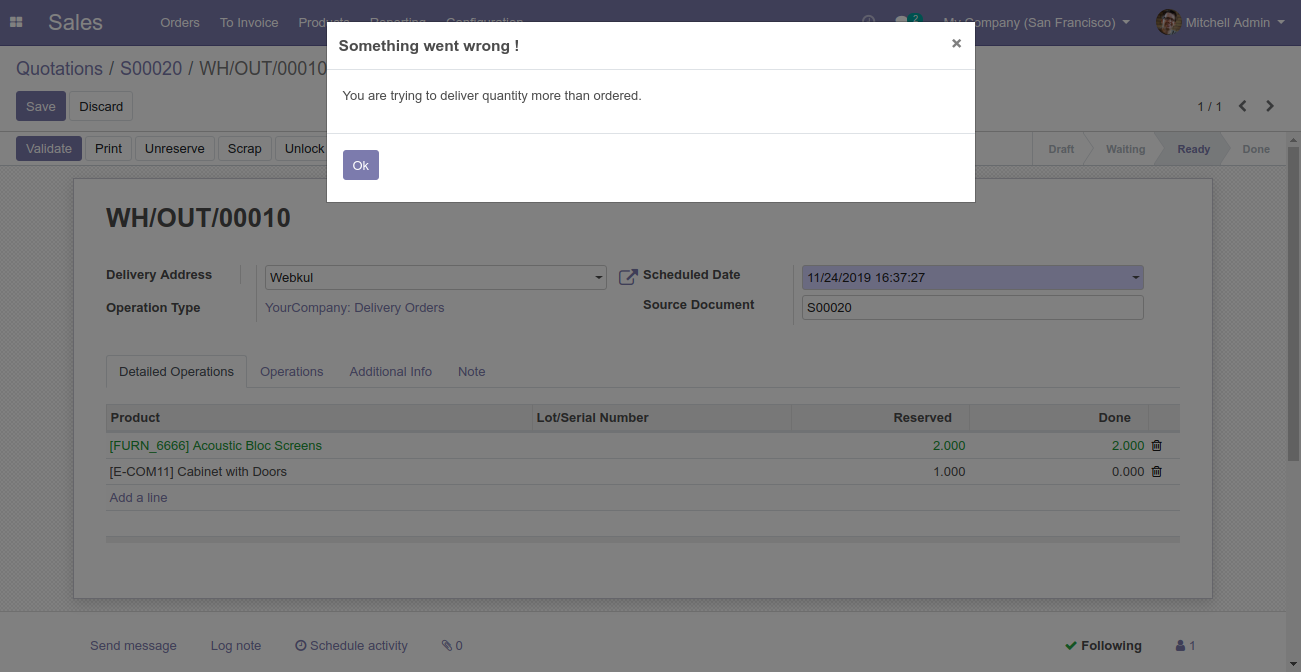 Sales Orders To Invoice Products Reporting Configuration 2 My Company (San Francisco) Mitchell Admin
Something went wrong ! ×
You are trying to deliver quantity more than ordered.
Ok
Quotations / S00020 / WH/OUT/00010
Save Discard 1 / 1
Validate Print Unreserve Scrap Unlock Draft Waiting Ready Done
WH/OUT/00010
Delivery Address Webkul Scheduled Date 11/24/2019 16:37:27
Operation Type YourCompany: Delivery Orders Source Document S00020
Detailed Operations Operations Additional Info Note
Product Lot/Serial Number Reserved Done
[FURN_6666] Acoustic Bloc Screens 2.000 2.000
[E-COM11] Cabinet with Doors 1.000 0.000
Add a line
Send message Log note Schedule activity 0 Following 1